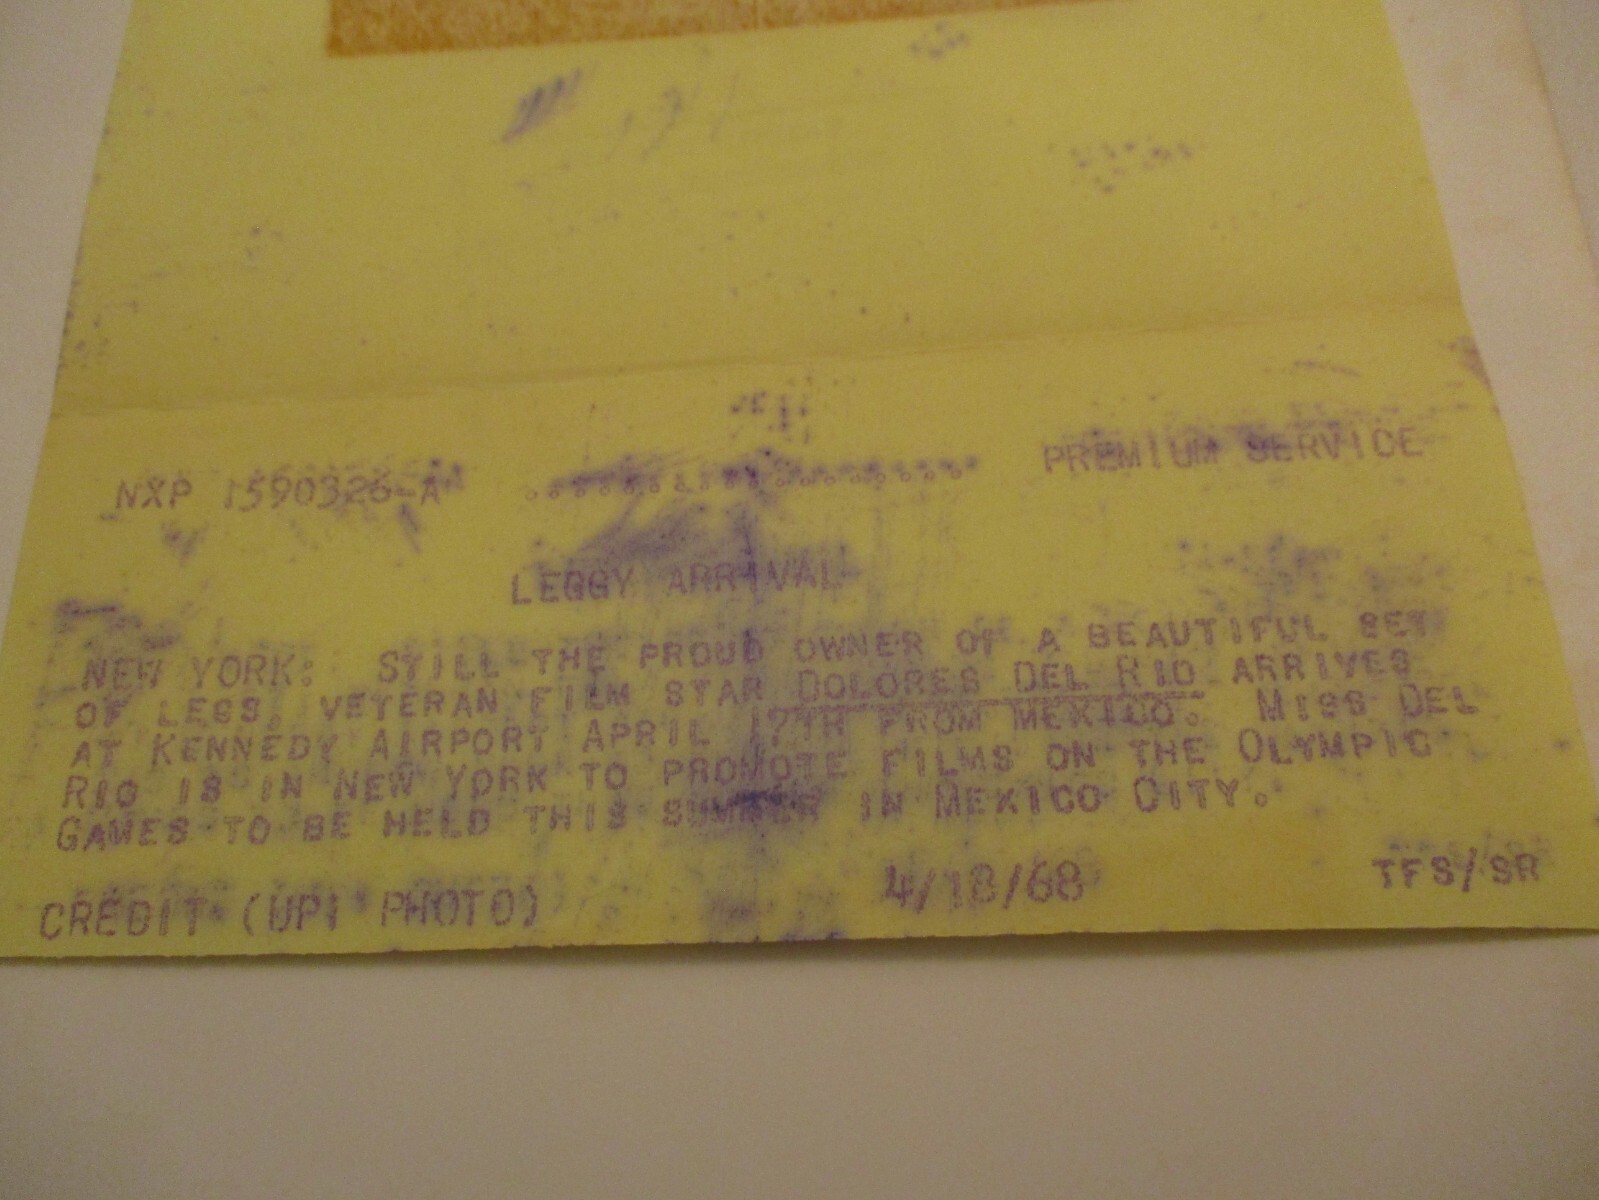 NXP 1590326-A .................. PREMIUM SERVICE
LEGGY ARRIVAL
NEW YORK: STILL THE PROUD OWNER OF A BEAUTIFUL SET
OF LEGS, VETERAN FILM STAR DOLORES DEL RIO ARRIVES
AT KENNEDY AIRPORT APRIL 17TH FROM MEXICO. MISS DEL
RIO IS IN NEW YORK TO PROMOTE FILMS ON THE OLYMPIC
GAMES TO BE HELD THIS SUMMER IN MEXICO CITY.
CREDIT (UPI PHOTO) 4/18/68 TFS/SR